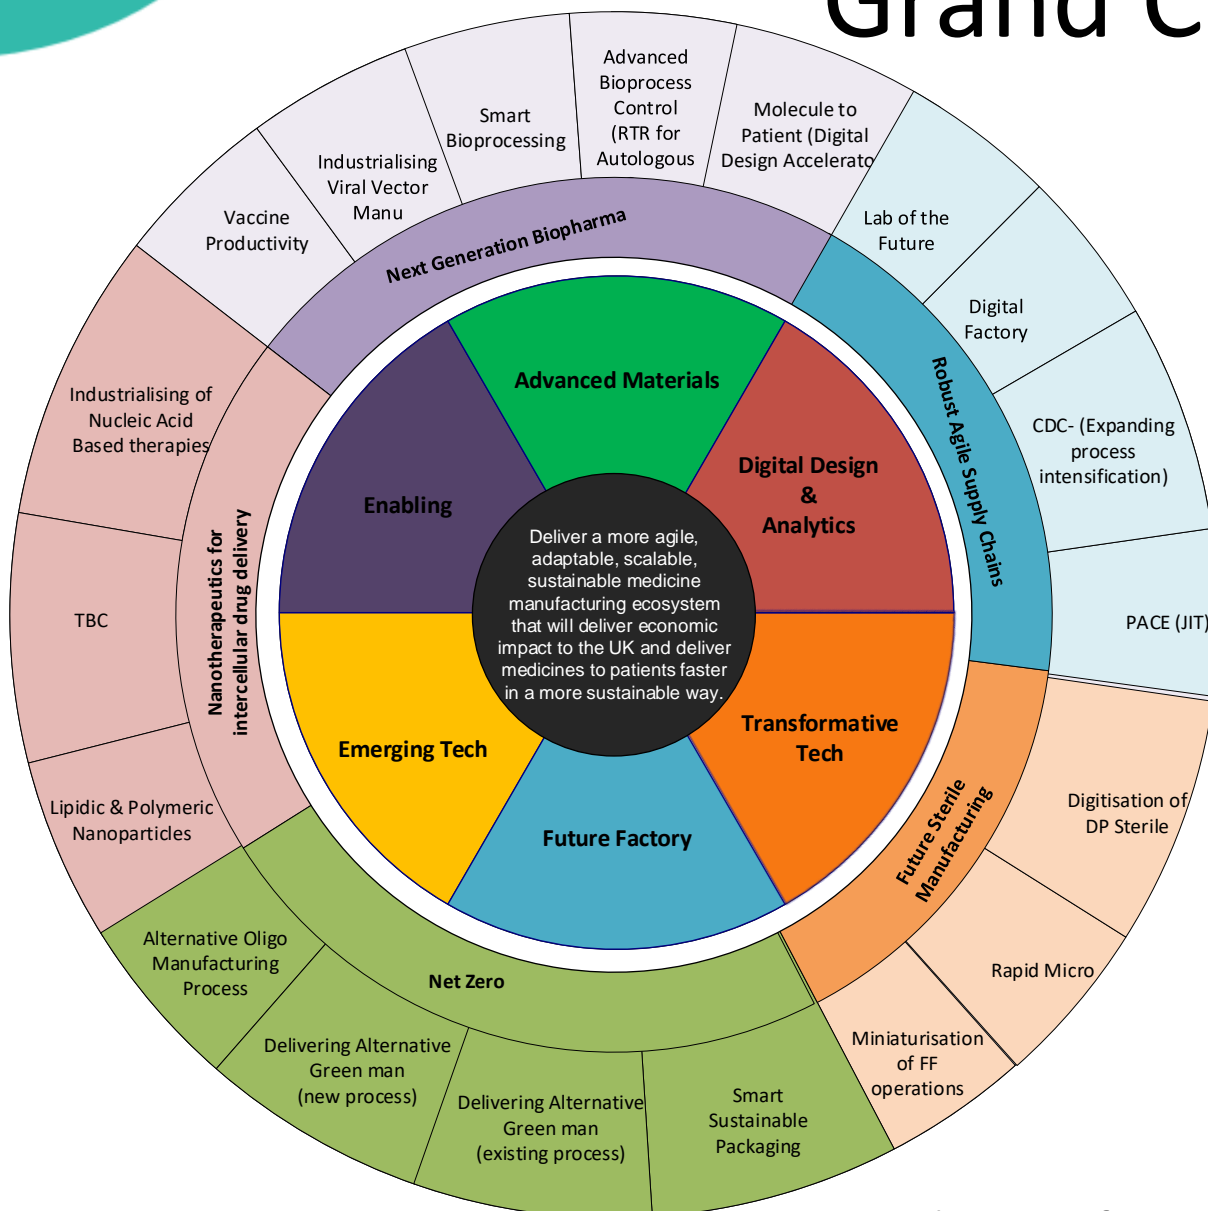 Grand C
Advanced
Bioprocess
Control
(RTR for
Autologous
Molecule to
Patient (Digital
Design Accelerato
Smart
Bioprocessing
Industrialising
Viral Vector
Manu
Vaccine
Productivity
Next Generation Biopharma
Lab of the
Future
Digital
Factory
CDC- (Expanding
process
intensification)
PACE (JIT)
Robust Agile Supply Chains
Industrialising of
Nucleic Acid
Based therapies
TBC
Lipidic & Polymeric
Nanoparticles
Nanotherapeutics for
intercellular drug delivery
Advanced Materials
Digital Design
&
Analytics
Enabling
Deliver a more agile,
adaptable, scalable,
sustainable medicine
manufacturing ecosystem
that will deliver economic
impact to the UK and deliver
medicines to patients faster
in a more sustainable way.
Transformative
Tech
Emerging Tech
Future Factory
Digitisation of
DP Sterile
Rapid Micro
Miniaturisation
of FF
operations
Future Sterile
Manufacturing
Net Zero
Alternative Oligo
Manufacturing
Process
Delivering Alternative
Green man
(new process)
Delivering Alternative
Green man
(existing process)
Smart
Sustainable
Packaging